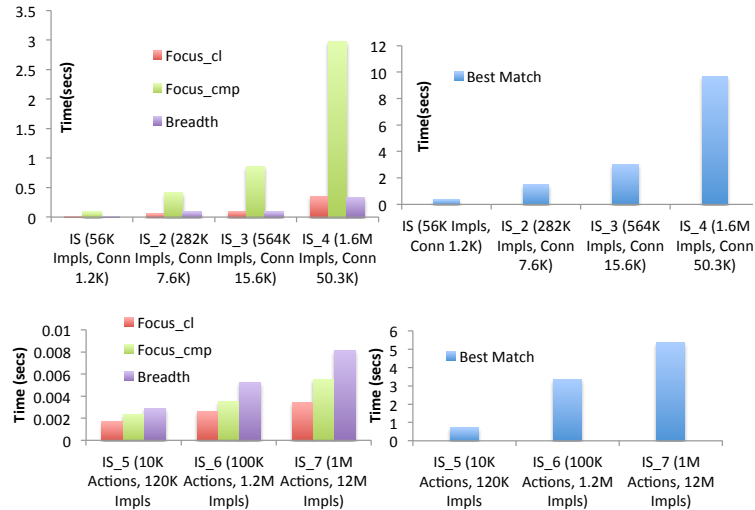 3.5
3
2.5
2
1.5
1
0.5
0
Time(secs)
Focus_cl
Focus_cmp
Breadth
IS (56K Impls, Conn 1.2K)
IS_2 (282K Impls, Conn 7.6K)
IS_3 (564K Impls, Conn 15.6K)
IS_4 (1.6M Impls, Conn 50.3K)
12
10
8
6
4
2
0
Time(secs)
Best Match
IS (56K Impls, Conn 1.2K)
IS_2 (282K Impls, Conn 7.6K)
IS_3 (564K Impls, Conn 15.6K)
IS_4 (1.6M Impls, Conn 50.3K)
0.01
0.008
0.006
0.004
0.002
0
Time (secs)
Focus_cl
Focus_cmp
Breadth
IS_5 (10K Actions, 120K Impls
IS_6 (100K Actions, 1.2M Impls)
IS_7 (1M Actions, 12M Impls)
6
5
4
3
2
1
0
Time (secs)
Best Match
IS_5 (10K Actions, 120K Impls
IS_6 (100K Actions, 1.2M Impls)
IS_7 (1M Actions, 12M Impls)